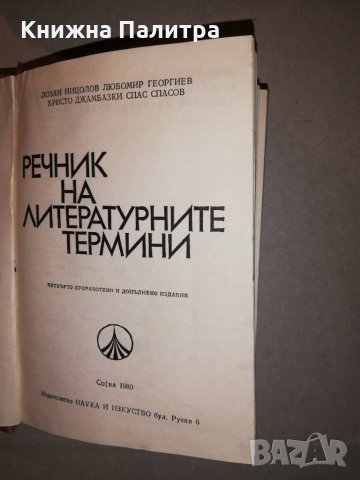 Книжна Палитра
ЛОЗАН НИЦОЛОВ ЛЮБОМИР ГЕОРГИЕВ
ХРИСТО ДЖАМБАЗКИ СПАС СПАСОВ
РЕЧНИК
НА
ЛИТЕРАТУРНИТЕ
ТЕРМИНИ
ЧЕТВЪРТО ПРЕРАБОТЕНО И ДОПЪЛНЕНО ИЗДАНИЕ
София 1980
Издателство НАУКА И ИЗКУСТВО бул. Руски 6
BAZAR